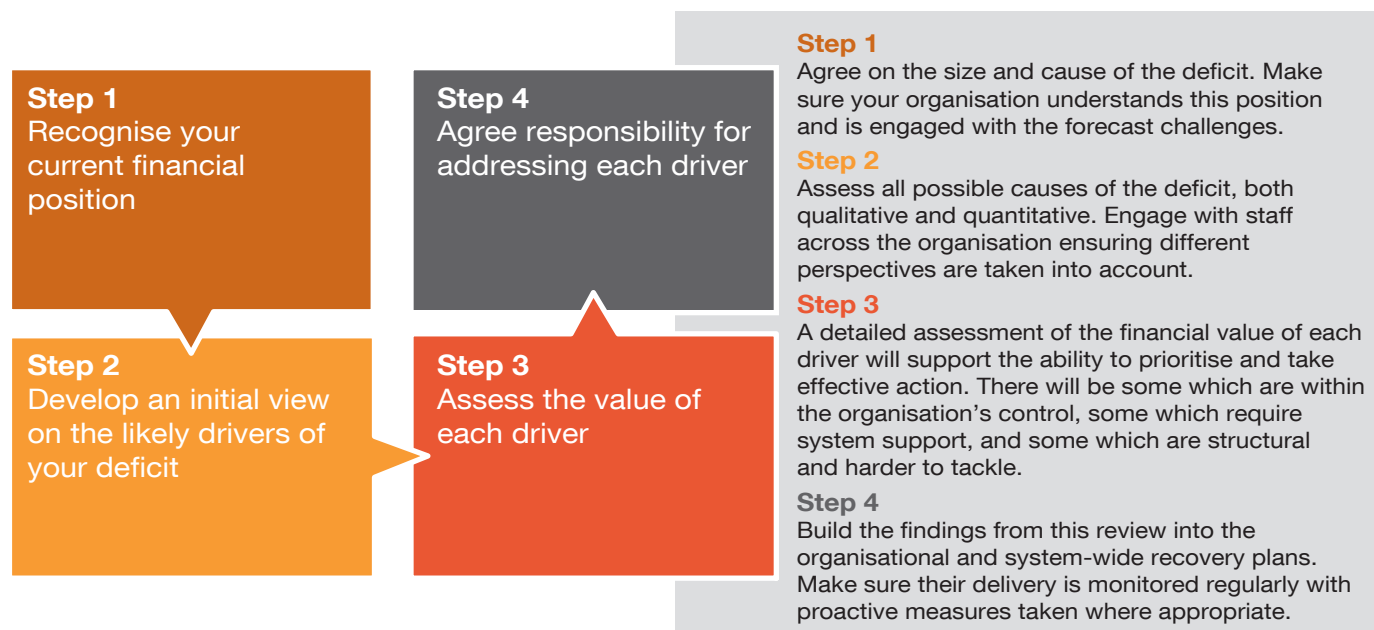 Step 1
Recognise your
current financial
position
Step 2
Develop an initial view
on the likely drivers of
your deficit
Step 3
Assess the value of
each driver
Step 4
Agree responsibility for
addressing each driver
Step 1
Agree on the size and cause of the deficit. Make
sure your organisation understands this position
and is engaged with the forecast challenges.
Step 2
Assess all possible causes of the deficit, both
qualitative and quantitative. Engage with staff
across the organisation ensuring different
perspectives are taken into account.
Step 3
A detailed assessment of the financial value of each
driver will support the ability to prioritise and take
effective action. There will be some which are within
the organisation’s control, some which require
system support, and some which are structural
and harder to tackle.
Step 4
Build the findings from this review into the
organisational and system-wide recovery plans.
Make sure their delivery is monitored regularly with
proactive measures taken where appropriate.